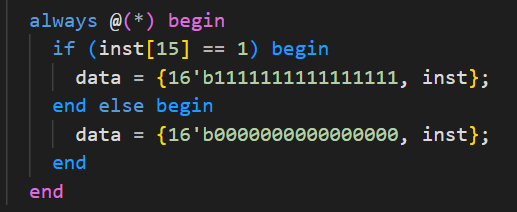 always @(*) begin
if (inst[15] == 1) begin
data = {16'b1111111111111111, inst};
end else begin
data = {16'b0000000000000000, inst};
end
end